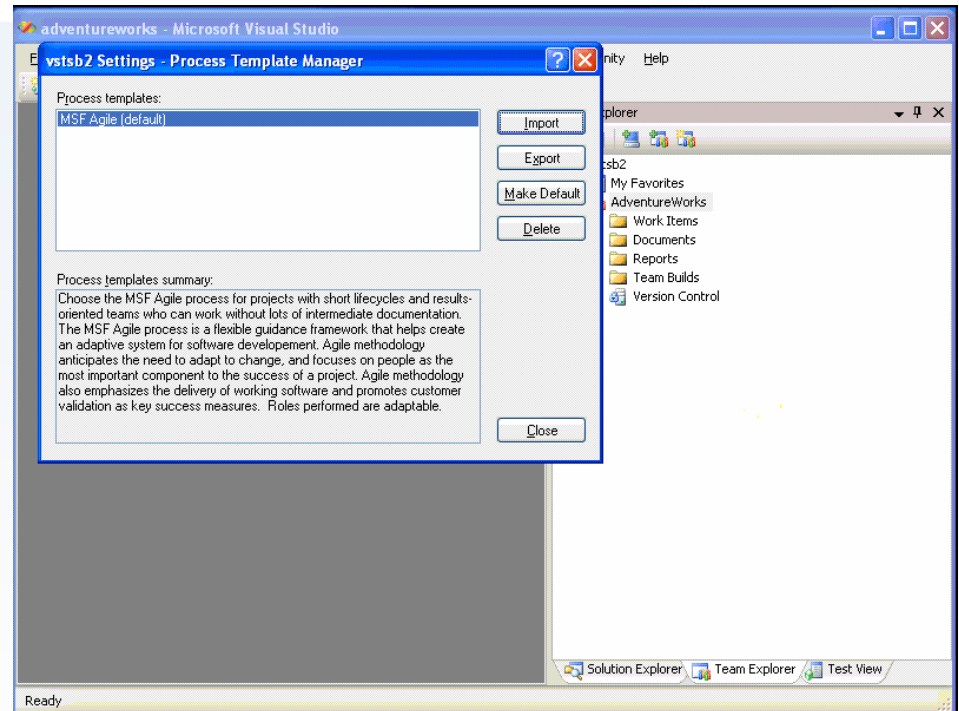 adventureworks - Microsoft Visual Studio
vstsb2 Settings - Process Template Manager
nity Help
Process templates:
MSF Agile (default)
Import
Export
Make Default
Delete
Process templates summary:
Choose the MSF Agile process for projects with short lifecycles and results-
oriented teams who can work without lots of intermediate documentation.
The MSF Agile process is a flexible guidance framework that helps create
an adaptive system for software developement. Agile methodology
anticipates the need to adapt to change, and focuses on people as the
most important component to the success of a project. Agile methodology
also emphasizes the delivery of working software and promotes customer
validation as key success measures. Roles performed are adaptable.
Close
plorer
sb2
My Favorites
AdventureWorks
Work Items
Documents
Reports
Team Builds
Version Control
Solution Explorer Team Explorer Test View
Ready